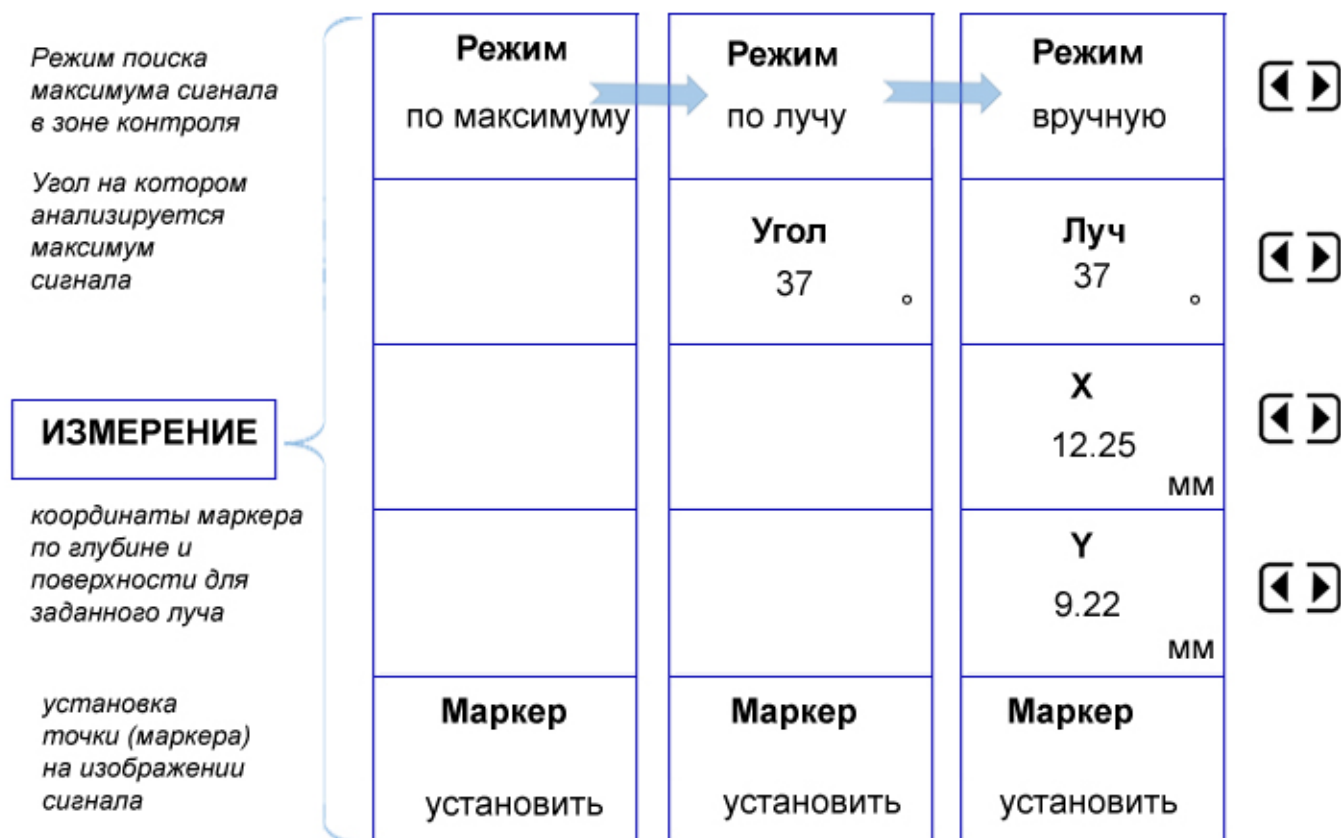 Режим поиска
максимума сигнала
в зоне контроля
Угол на котором
анализируется
максимум
сигнала
ИЗМЕРЕНИЕ
координаты маркера
по глубине и
поверхности для
заданного луча
установка
точки (маркера)
на изображении
сигнала
Режим
по максимуму
Маркер
установить
Режим
по лучу
Угол
37 °
Маркер
установить
Режим
вручную
Луч
37 °
X
12.25
мм
Y
9.22
мм
Маркер
установить